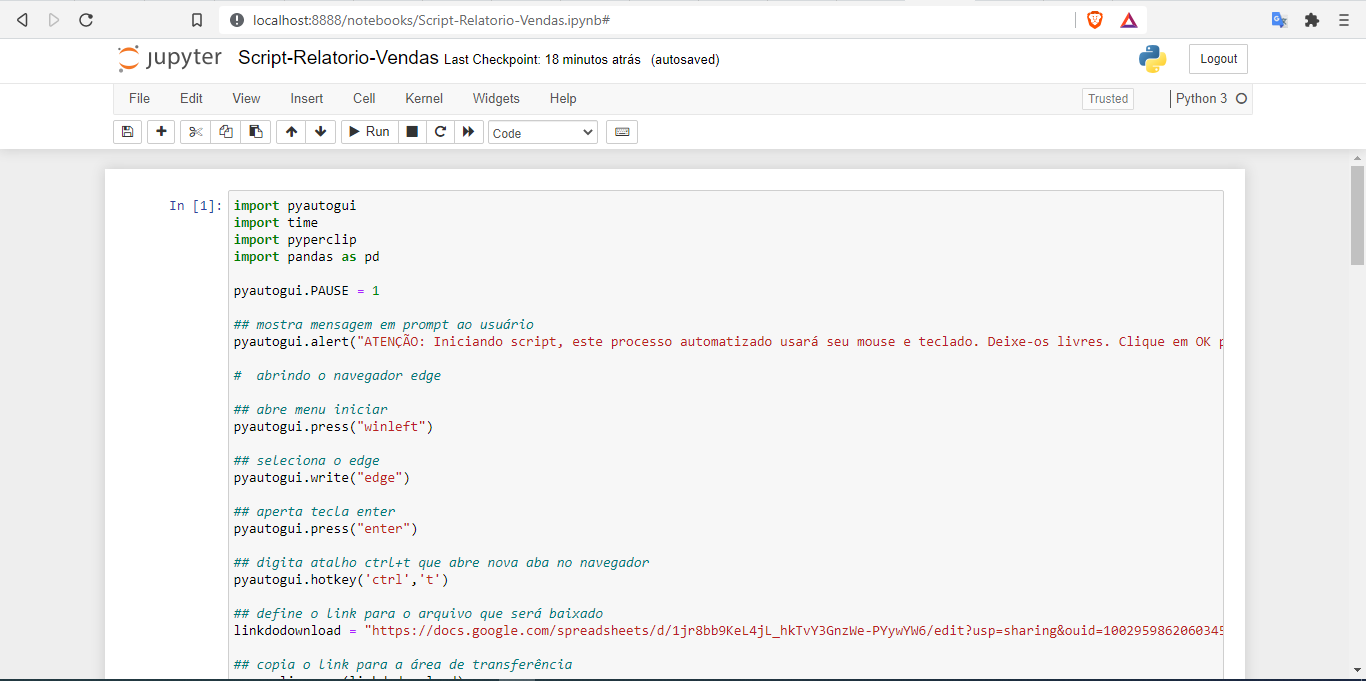 localhost:8888/notebooks/Script-Relatorio-Vendas.ipynb#
jupyter Script-Relatorio-Vendas Last Checkpoint: 18 minutos atrás (autosaved)
Logout
File Edit View Insert Cell Kernel Widgets Help
Trusted
Python 3
Run
Code
In [1]:
import pyautogui
import time
import pyperclip
import pandas as pd
pyautogui.PAUSE = 1
## mostra mensagem em prompt ao usuário
pyautogui.alert("ATENÇÃO: Iniciando script, este processo automatizado usará seu mouse e teclado. Deixe-os livres. Clique em OK p
# abrindo o navegador edge
## abre menu iniciar
pyautogui.press("winleft")
## seleciona o edge
pyautogui.write("edge")
## aperta tecla enter
pyautogui.press("enter")
## digita atalho ctrl+t que abre nova aba no navegador
pyautogui.hotkey('ctrl','t')
## define o link para o arquivo que será baixado
linkdodownload = "https://docs.google.com/spreadsheets/d/1jr8bb9KeL4jL_hkTvY3GnzWe-PYywYW6/edit?usp=sharing&ouid=1002959862060345
## copia o link para a área de transferência